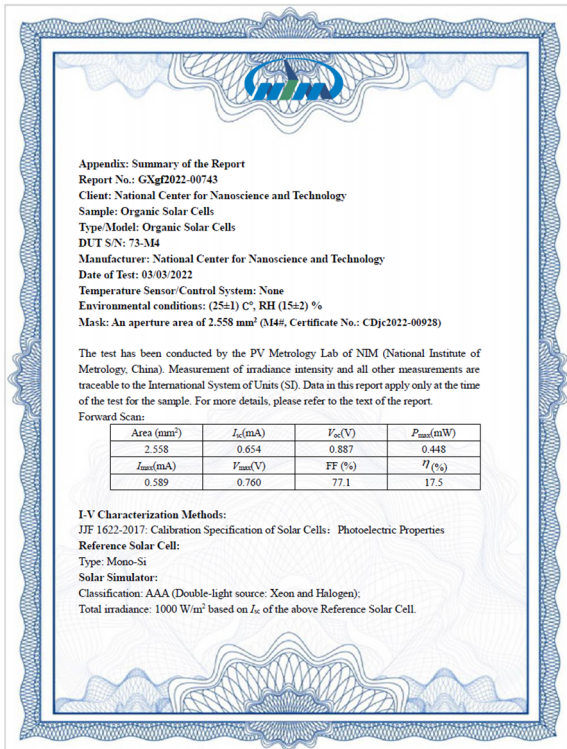 NIM
Appendix: Summary of the Report
Report No.: GXgf2022-00743
Client: National Center for Nanoscience and Technology
Sample: Organic Solar Cells
Type/Model: Organic Solar Cells
DUT S/N: 73-M4
Manufacturer: National Center for Nanoscience and Technology
Date of Test: 03/03/2022
Temperature Sensor/Control System: None
Environmental conditions: (25±1) C°, RH (15±2) %
Mask: An aperture area of 2.558 mm² (M4#, Certificate No.: CDjc2022-00928)
The test has been conducted by the PV Metrology Lab of NIM (National Institute of
Metrology, China). Measurement of irradiance intensity and all other measurements are
traceable to the International System of Units (SI). Data in this report apply only at the time
of the test for the sample. For more details, please refer to the text of the report.
Forward Scan:
Area (mm²) Isc(mA) Voc(V) Pmax(mW)
2.558 0.654 0.887 0.448
Imax(mA) Vmax(V) FF (%) η (%)
0.589 0.760 77.1 17.5
I-V Characterization Methods:
JJF 1622-2017: Calibration Specification of Solar Cells: Photoelectric Properties
Reference Solar Cell:
Type: Mono-Si
Solar Simulator:
Classification: AAA (Double-light source: Xeon and Halogen);
Total irradiance: 1000 W/m² based on Isc of the above Reference Solar Cell.